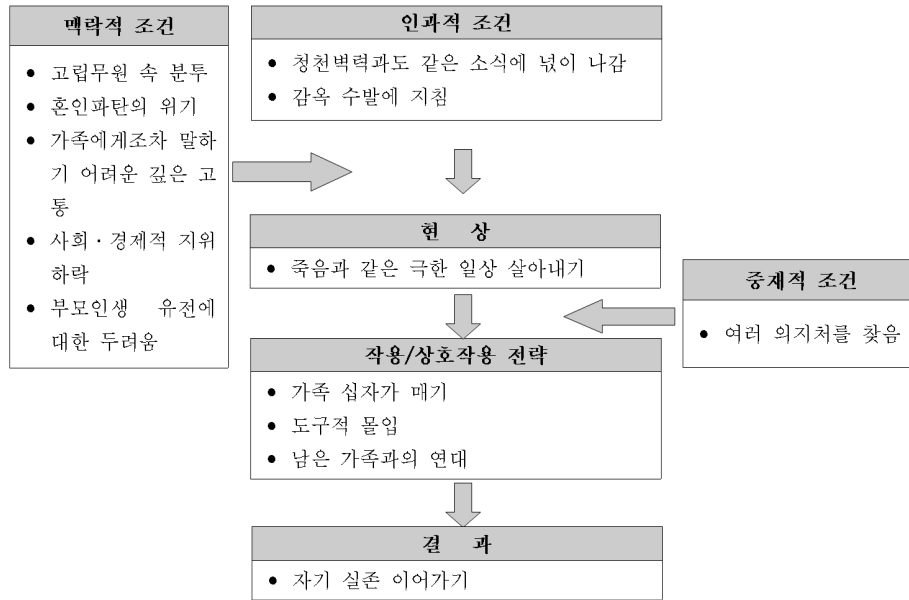 맥락적 조건
• 고립무원 속 분투
• 혼인파탄의 위기
• 가족에게조차 말하
기 어려운 깊은 고
통
• 사회·경제적 지위
하락
• 부모인생 유전에
대한 두려움
인과적 조건
• 청천벽력과도 같은 소식에 넋이 나감
• 감옥 수발에 지침
현 상
• 죽음과 같은 극한 일상 살아내기
중재적 조건
• 여러 의지처를 찾음
작용/상호작용 전략
• 가족 십자가 매기
• 도구적 몰입
• 남은 가족과의 연대
결 과
• 자기 실존 이어가기